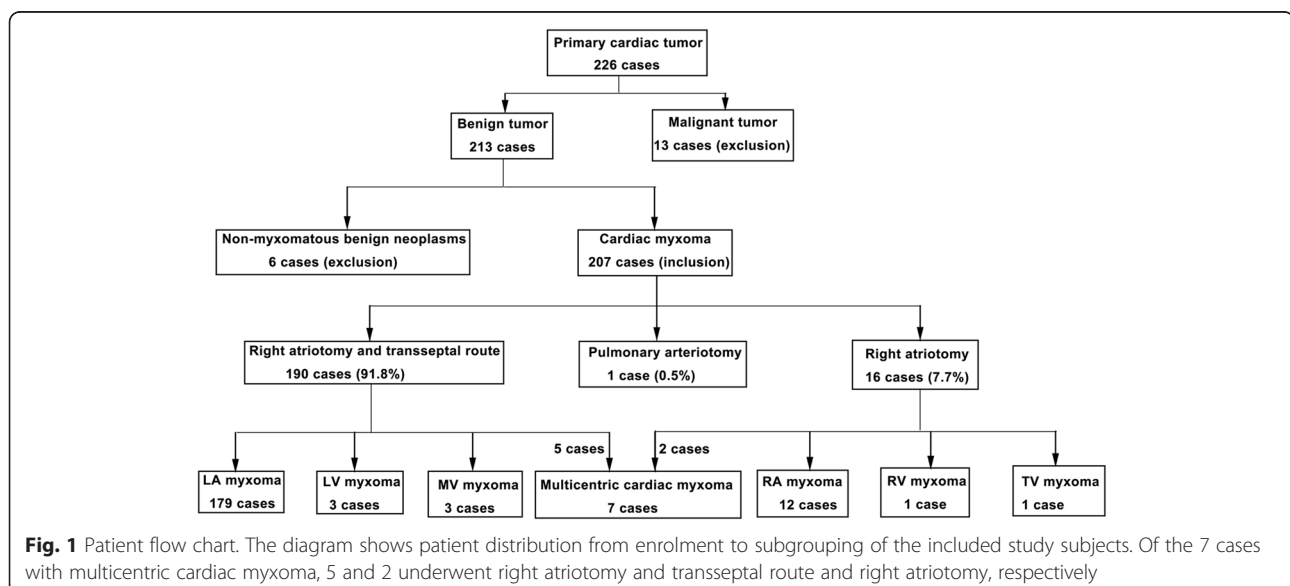 Primary cardiac tumor
226 cases
Benign tumor
213 cases
Malignant tumor
13 cases (exclusion)
Non-myxomatous benign neoplasms
6 cases (exclusion)
Cardiac myxoma
207 cases (inclusion)
Right atriotomy and transseptal route
190 cases (91.8%)
Pulmonary arteriotomy
1 case (0.5%)
Right atriotomy
16 cases (7.7%)
5 cases
2 cases
LA myxoma
179 cases
LV myxoma
3 cases
MV myxoma
3 cases
Multicentric cardiac myxoma
7 cases
RA myxoma
12 cases
RV myxoma
1 case
TV myxoma
1 case
Fig. 1 Patient flow chart. The diagram shows patient distribution from enrolment to subgrouping of the included study subjects. Of the 7 cases
with multicentric cardiac myxoma, 5 and 2 underwent right atriotomy and transseptal route and right atriotomy, respectively